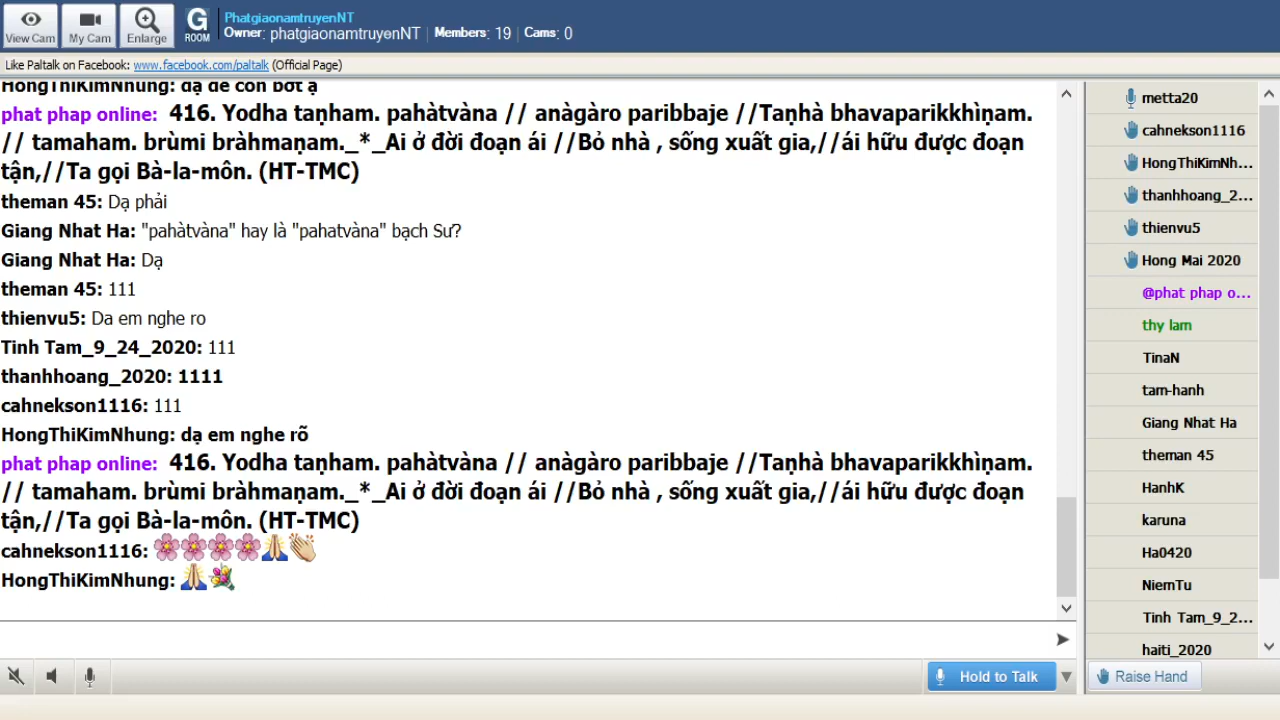 View Cam
My Cam
Enlarge
G
ROOM
PhatgiaonamtruyenNT
Owner: phatgiaonamtruyenNT | Members: 19 | Cams: 0
Like Paltalk on Facebook: www.facebook.com/paltalk (Official Page)
HongThiKimNhung: dạ đề con bớt ạ
phat phap online: 416. Yodha taṇham. pahàtvàna // anàgàro paribbaje //Taṇhà bhavaparikkhìṇam.
// tamaham. brùmi bràhmaṇam._*_Ai ở đời đoạn ái //Bỏ nhà , sống xuất gia,//ái hữu được đoạn
tận,//Ta gọi Bà-la-môn. (HT-TMC)
theman 45: Dạ phải
Giang Nhat Ha: "pahàtvàna" hay là "pahatvàna" bạch Sư?
Giang Nhat Ha: Dạ
theman 45: 111
thienvu5: Da em nghe ro
Tinh Tam_9_24_2020: 111
thanhhoang_2020: 1111
cahnekson1116: 111
HongThiKimNhung: dạ em nghe rõ
phat phap online: 416. Yodha taṇham. pahàtvàna // anàgàro paribbaje //Taṇhà bhavaparikkhìṇam.
// tamaham. brùmi bràhmaṇam._*_Ai ở đời đoạn ái //Bỏ nhà , sống xuất gia,//ái hữu được đoạn
tận,//Ta gọi Bà-la-môn. (HT-TMC)
cahnekson1116: 🌸🌸🌸🌸🙏👏
HongThiKimNhung: 🙏💐
metta20
cahnekson1116
HongThiKimNh...
thanhhoang_2...
thienvu5
Hong Mai 2020
@phat phap o...
thy lam
TinaN
tam-hanh
Giang Nhat Ha
theman 45
HanhK
karuna
Ha0420
NiemTu
Tinh Tam_9_2...
haiti_2020
Hold to Talk
Raise Hand